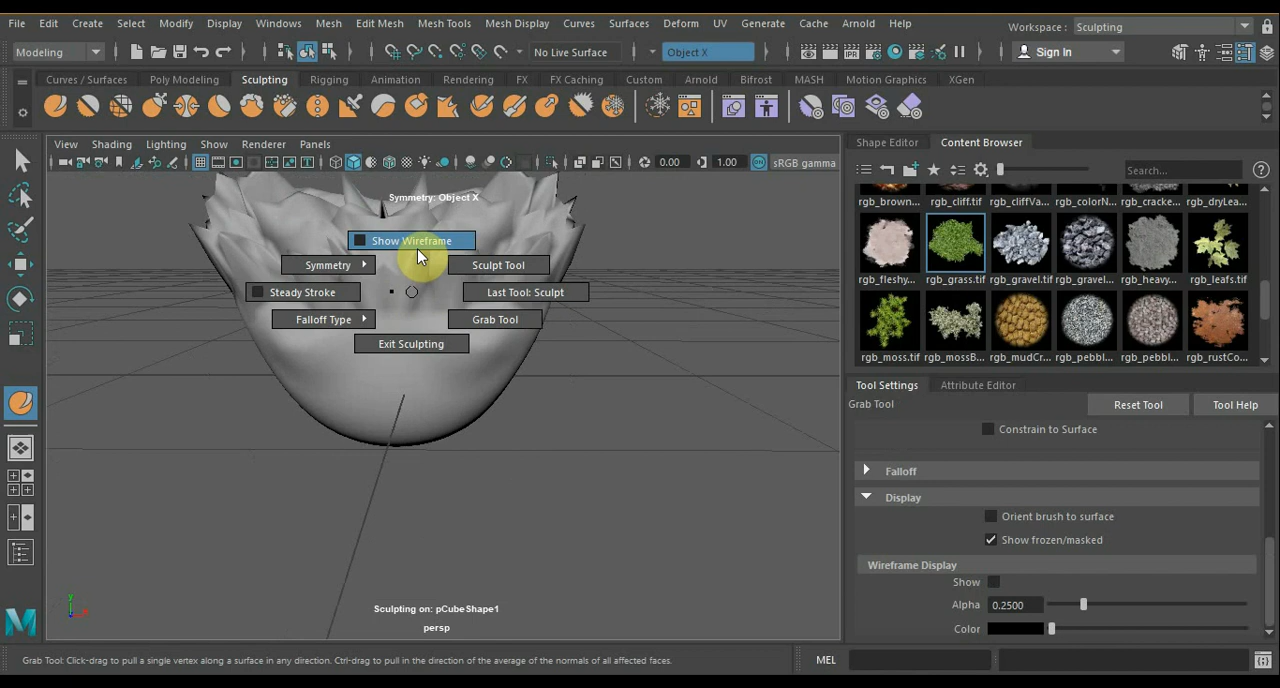 File Edit Create Select Modify Display Windows Mesh Edit Mesh Mesh Tools Mesh Display Curves Surfaces Deform UV Generate Cache Arnold Help
Workspace : Sculpting
Modeling No Live Surface Object X Sign In
Curves / Surfaces Poly Modeling Sculpting Rigging Animation Rendering FX FX Caching Custom Arnold Bifrost MASH Motion Graphics XGen
View Shading Lighting Show Renderer Panels
0.00 1.00 sRGB gamma
Symmetry: Object X
Show Wireframe
Symmetry Sculpt Tool
Steady Stroke Last Tool: Sculpt
Falloff Type Grab Tool
Exit Sculpting
Sculpting on: pCubeShape1
persp
Shape Editor Content Browser
Search...
rgb_brown... rgb_cliff.tif rgb_cliffVa... rgb_colorN... rgb_cracke... rgb_dryLea...
rgb_fleshy... rgb_grass.tif rgb_gravel.tif rgb_gravel... rgb_heavy... rgb_leafs.tif
rgb_moss.tif rgb_mossB... rgb_mudCr... rgb_pebbl... rgb_pebbl... rgb_rustCo...
Tool Settings Attribute Editor
Grab Tool Reset Tool Tool Help
Constrain to Surface
Falloff
Display
Orient brush to surface
Show frozen/masked
Wireframe Display
Show
Alpha 0.2500
Color
Grab Tool: Click-drag to pull a single vertex along a surface in any direction. Ctrl-drag to pull in the direction of the average of the normals of all affected faces.
MEL